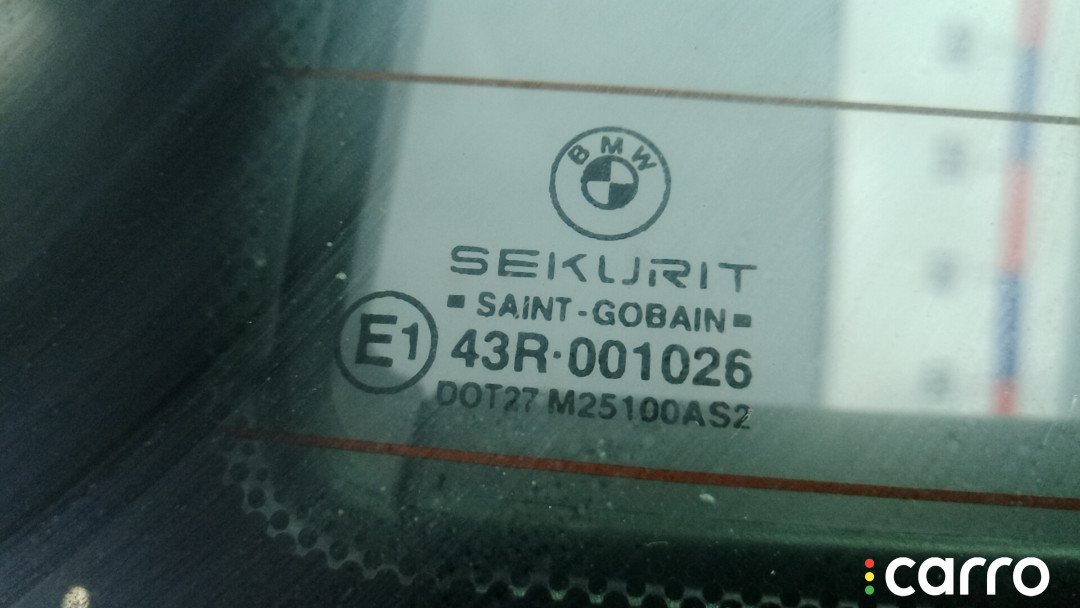 BMW
SEKURIT
SAINT-GOBAIN
E1
43R·001026
DOT27 M25100AS2
carro